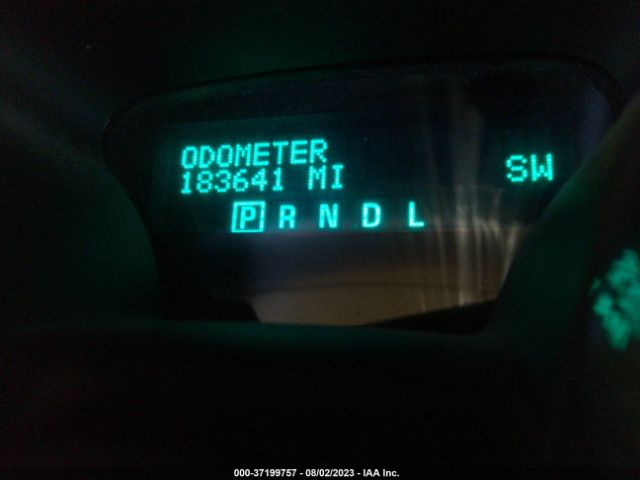 ODOMETER
183641 MI
SW
P R N D L
000-37199757 - 08/02/2023 - IAA Inc.